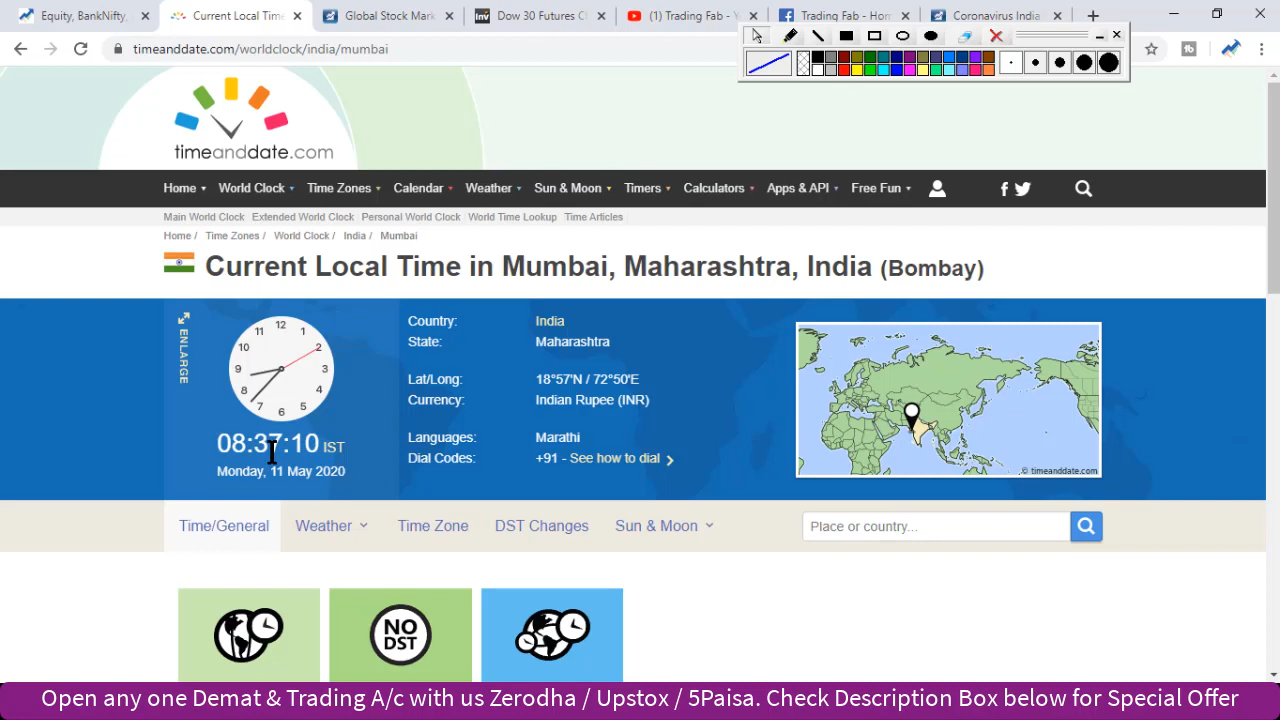 Equity, BankNifty,
Current Local Time
Global Stock Mark
Dow 30 Futures C
(1) Trading Fab - Y
Trading Fab - Hom
Coronavirus India
timeanddate.com/worldclock/india/mumbai
timeanddate.com
Home World Clock Time Zones Calendar Weather Sun & Moon Timers Calculators Apps & API Free Fun
Main World Clock Extended World Clock Personal World Clock World Time Lookup Time Articles
Home / Time Zones / World Clock / India / Mumbai
Current Local Time in Mumbai, Maharashtra, India (Bombay)
ENLARGE
12 1 2 3 4 5 6 7 8 9 10 11
08:37:10 IST
Monday, 11 May 2020
Country: India
State: Maharashtra
Lat/Long: 18°57'N / 72°50'E
Currency: Indian Rupee (INR)
Languages: Marathi
Dial Codes: +91 - See how to dial
© timeanddate.com
Time/General Weather Time Zone DST Changes Sun & Moon
Place or country...
NO
DST
Open any one Demat & Trading A/c with us Zerodha / Upstox / 5Paisa. Check Description Box below for Special Offer